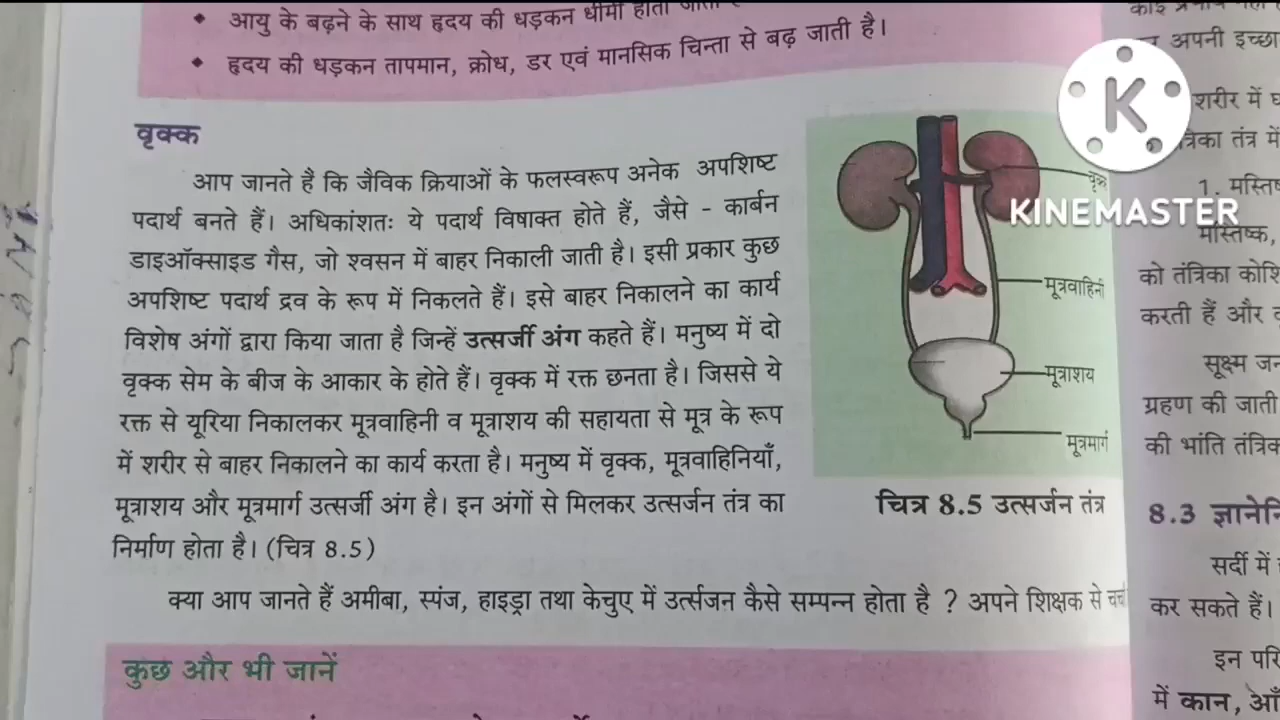 • आयु के बढ़ने के साथ हृदय की धड़कन धीमी होती जाती
• हृदय की धड़कन तापमान, क्रोध, डर एवं मानसिक चिन्ता से बढ़ जाती है।
वृक्क
आप जानते हैं कि जैविक क्रियाओं के फलस्वरूप अनेक अपशिष्ट
पदार्थ बनते हैं। अधिकांशतः ये पदार्थ विषाक्त होते हैं, जैसे - कार्बन
डाइऑक्साइड गैस, जो श्वसन में बाहर निकाली जाती है। इसी प्रकार कुछ
अपशिष्ट पदार्थ द्रव के रूप में निकलते हैं। इसे बाहर निकालने का कार्य
विशेष अंगों द्वारा किया जाता है जिन्हें उत्सर्जी अंग कहते हैं। मनुष्य में दो
वृक्क सेम के बीज के आकार के होते हैं। वृक्क में रक्त छनता है। जिससे ये
रक्त से यूरिया निकालकर मूत्रवाहिनी व मूत्राशय की सहायता से मूत्र के रूप
में शरीर से बाहर निकालने का कार्य करता है। मनुष्य में वृक्क, मूत्रवाहिनियाँ,
मूत्राशय और मूत्रमार्ग उत्सर्जी अंग है। इन अंगों से मिलकर उत्सर्जन तंत्र का
निर्माण होता है। (चित्र 8.5)
क्या आप जानते हैं अमीबा, स्पंज, हाइड्रा तथा केचुए में उर्त्सजन कैसे सम्पन्न होता है ? अपने शिक्षक से
कुछ और भी जानें
मूत्रवाहिनी
मूत्राशय
मूत्रमार्ग
चित्र 8.5 उत्सर्जन तंत्र
K
KINEMASTER
अपनी इच्छा
शरीर में
तंत्र में
1.
मस्तिष्क,
को तंत्रिका
करती हैं और
सूक्ष्म
ग्रहण की जाती
की भांति
8.3
सर्दी में
कर सकते हैं।
इन
में कान,